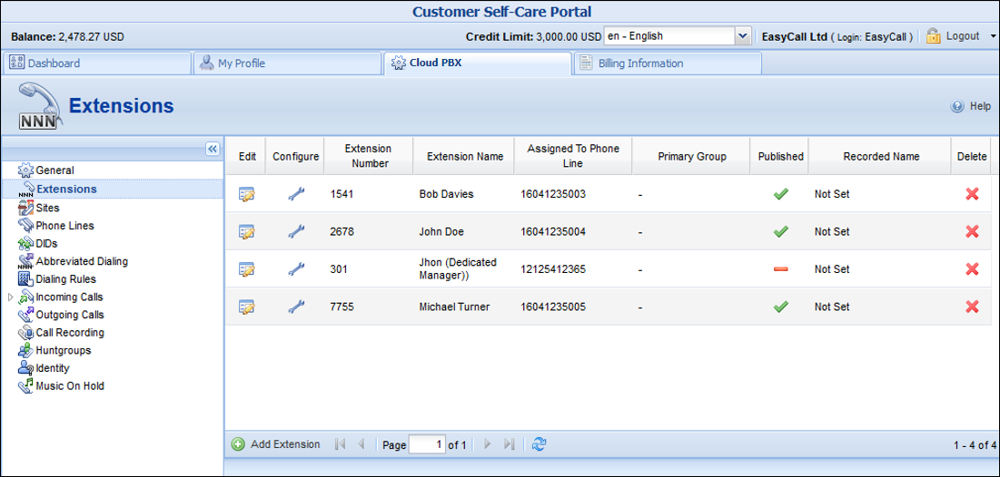 Customer Self-Care Portal
Balance: 2,478.27 USD Credit Limit: 3,000.00 USD en - English EasyCall Ltd ( Login: EasyCall ) Logout
Dashboard My Profile Cloud PBX Billing Information
NNN Extensions Help
General
NNN Extensions
Sites
Phone Lines
DIDs
NNN Abbreviated Dialing
Dialing Rules
Incoming Calls
Outgoing Calls
Call Recording
Huntgroups
Identity
Music On Hold
Edit Configure Extension Number Extension Name Assigned To Phone Line Primary Group Published Recorded Name Delete
1541 Bob Davies 16041235003 - Not Set
2678 John Doe 16041235004 - Not Set
301 Jhon (Dedicated Manager)) 12125412365 - Not Set
7755 Michael Turner 16041235005 - Not Set
Add Extension Page 1 of 1 1 - 4 of 4